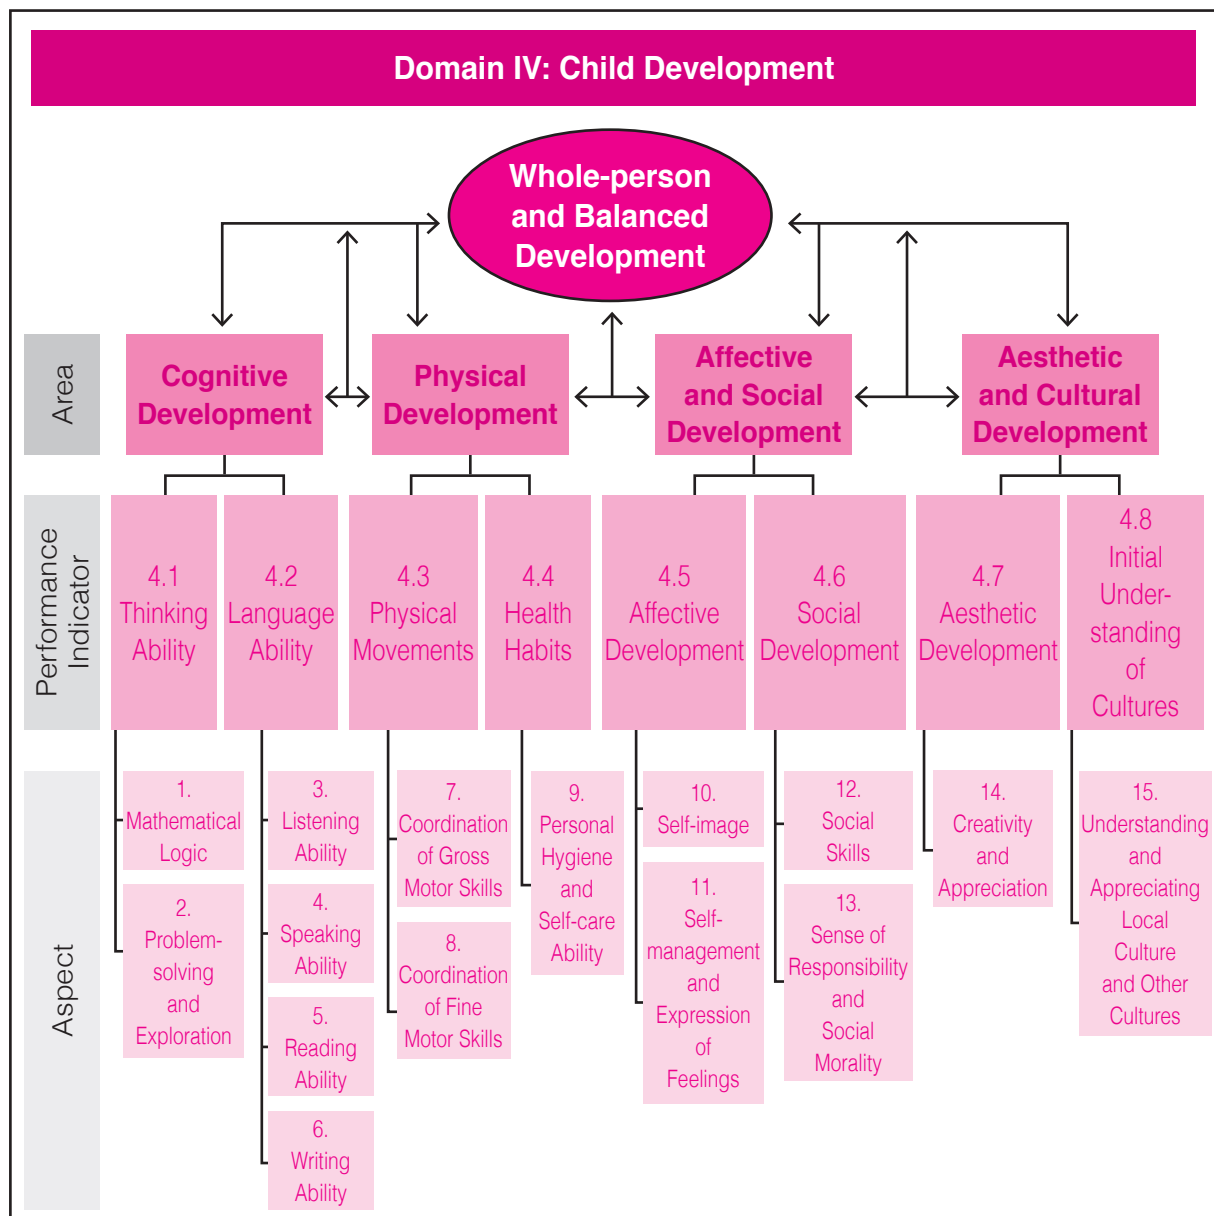 Domain IV: Child Development
Whole-person
and Balanced
Development
Area
Cognitive
Development
Physical
Development
Affective
and Social
Development
Aesthetic
and Cultural
Development
Performance
Indicator
4.1
Thinking
Ability
4.2
Language
Ability
4.3
Physical
Movements
4.4
Health
Habits
4.5
Affective
Development
4.6
Social
Development
4.7
Aesthetic
Development
4.8
Initial
Under-
standing
of
Cultures
Aspect
1.
Mathematical
Logic
2.
Problem-
solving
and
Exploration
3.
Listening
Ability
4.
Speaking
Ability
5.
Reading
Ability
6.
Writing
Ability
7.
Coordination
of Gross
Motor Skills
8.
Coordination
of Fine
Motor Skills
9.
Personal
Hygiene
and
Self-care
Ability
10.
Self-image
11.
Self-
management
and
Expression
of
Feelings
12.
Social
Skills
13.
Sense of
Responsibility
and
Social
Morality
14.
Creativity
and
Appreciation
15.
Understanding
and
Appreciating
Local
Culture
and Other
Cultures